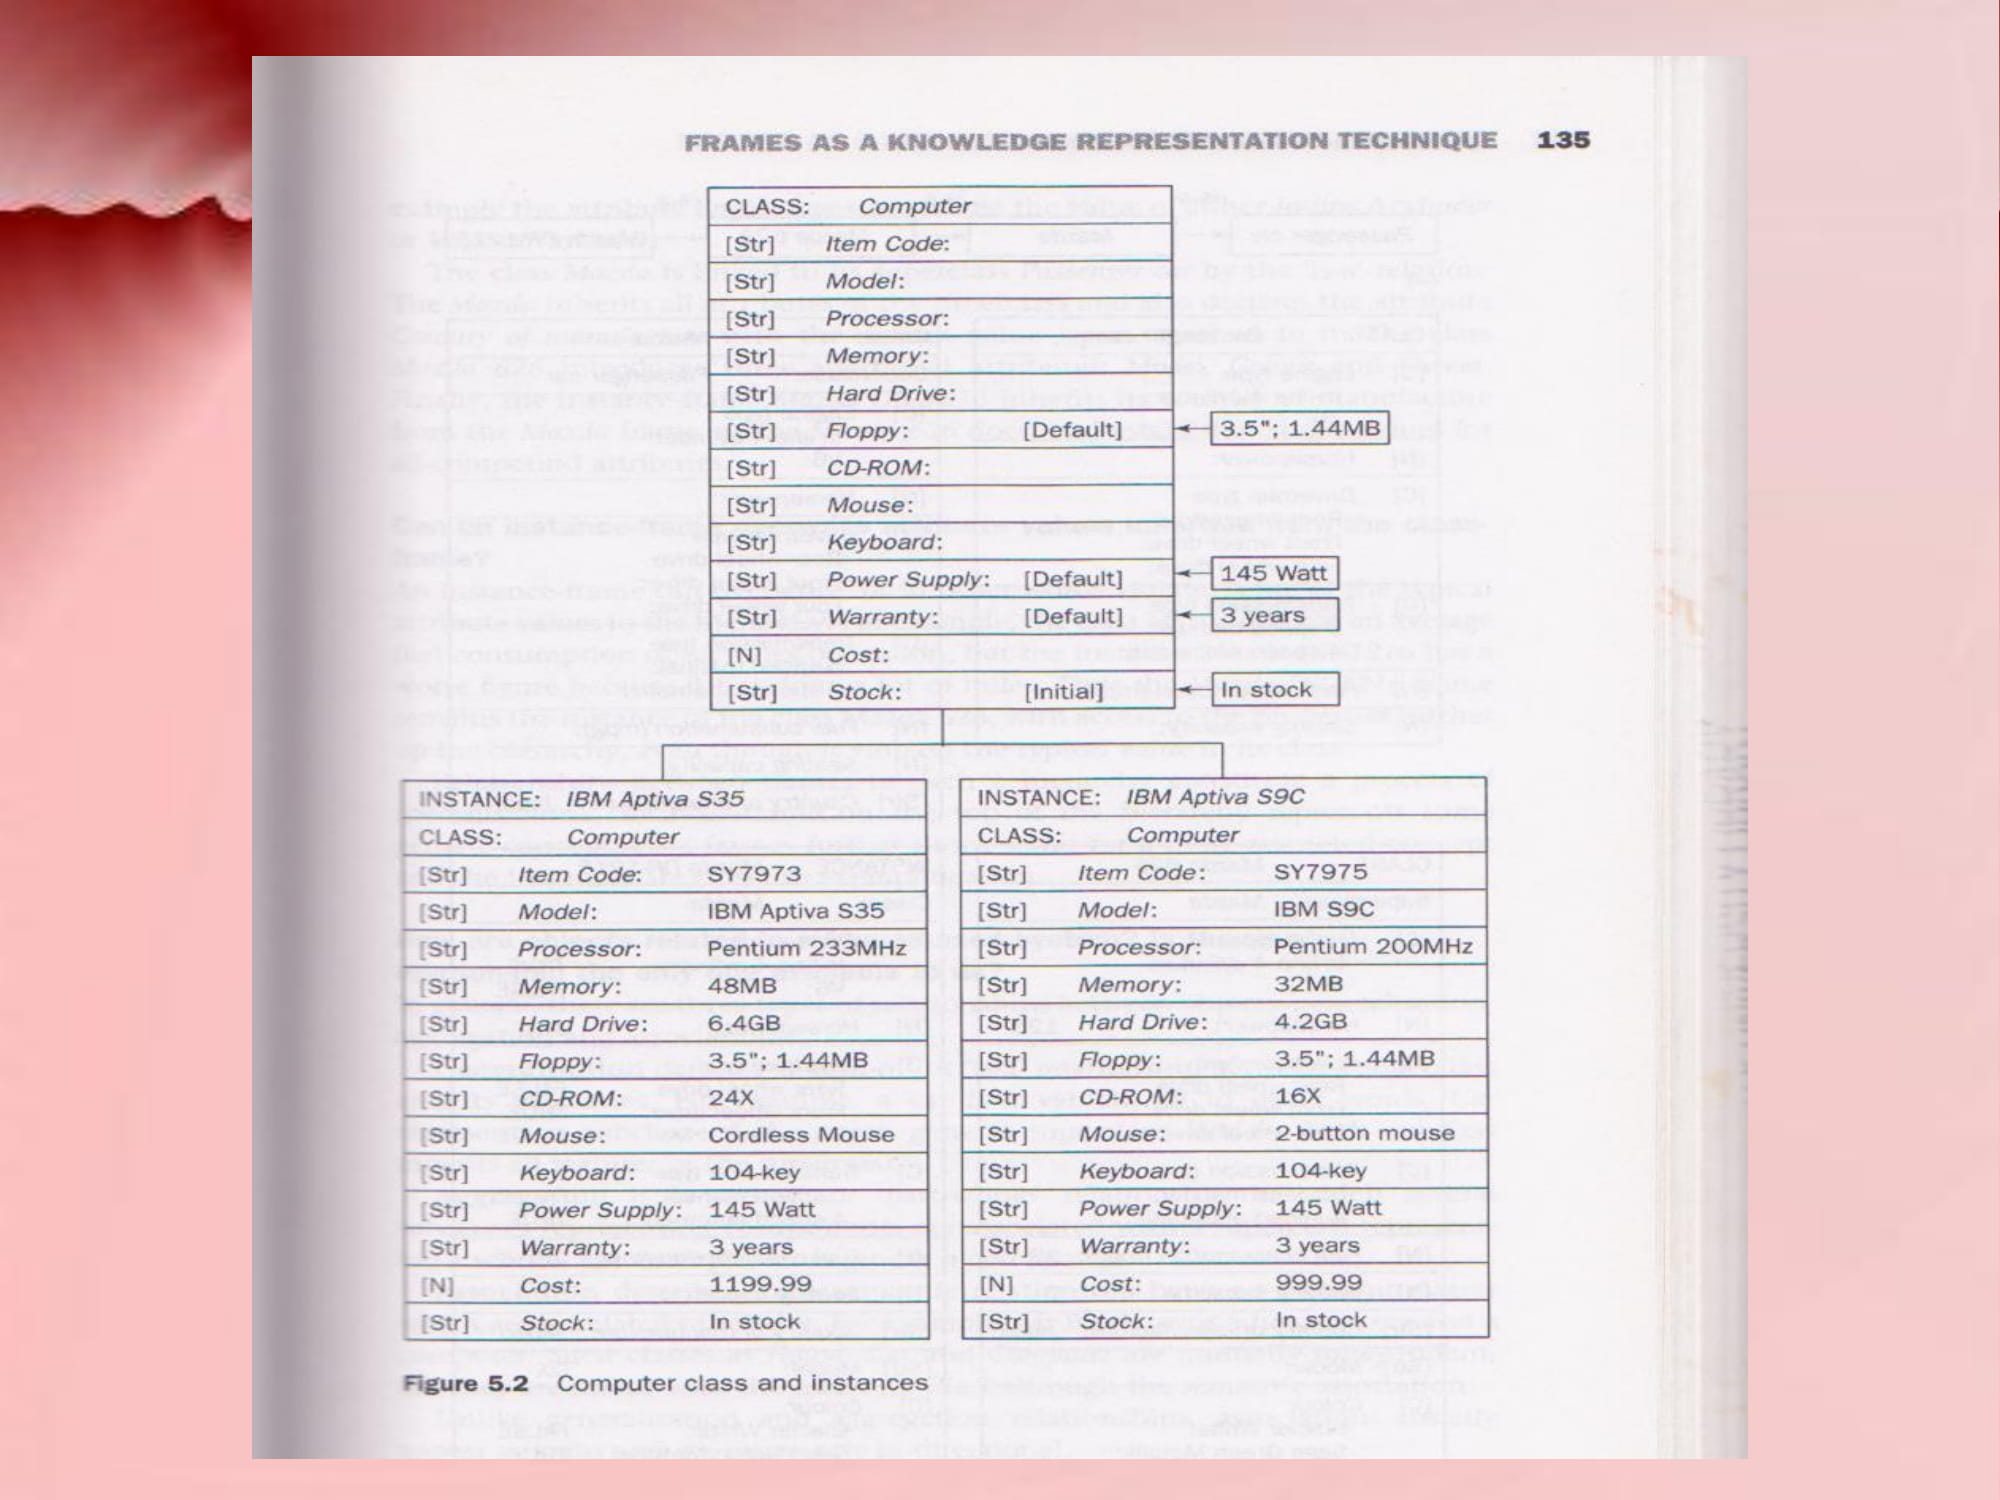 FRAMES AS A KNOWLEDGE REPRESENTATION TECHNIQUE 135
CLASS: Computer
[Str] Item Code:
[Str] Model:
[Str] Processor:
[Str] Memory:
[Str] Hard Drive:
[Str] Floppy: [Default] 3.5"; 1.44MB
[Str] CD-ROM:
[Str] Mouse:
[Str] Keyboard:
[Str] Power Supply: [Default] 145 Watt
[Str] Warranty: [Default] 3 years
[N] Cost:
[Str] Stock: [Initial] In stock
INSTANCE: IBM Aptiva S35
CLASS: Computer
[Str] Item Code: SY7973
[Str] Model: IBM Aptiva S35
[Str] Processor: Pentium 233MHz
[Str] Memory: 48MB
[Str] Hard Drive: 6.4GB
[Str] Floppy: 3.5"; 1.44MB
[Str] CD-ROM: 24X
[Str] Mouse: Cordless Mouse
[Str] Keyboard: 104-key
[Str] Power Supply: 145 Watt
[Str] Warranty: 3 years
[N] Cost: 1199.99
[Str] Stock: In stock
INSTANCE: IBM Aptiva S9C
CLASS: Computer
[Str] Item Code: SY7975
[Str] Model: IBM S9C
[Str] Processor: Pentium 200MHz
[Str] Memory: 32MB
[Str] Hard Drive: 4.2GB
[Str] Floppy: 3.5"; 1.44MB
[Str] CD-ROM: 16X
[Str] Mouse: 2-button mouse
[Str] Keyboard: 104-key
[Str] Power Supply: 145 Watt
[Str] Warranty: 3 years
[N] Cost: 999.99
[Str] Stock: In stock
Figure 5.2 Computer class and instances